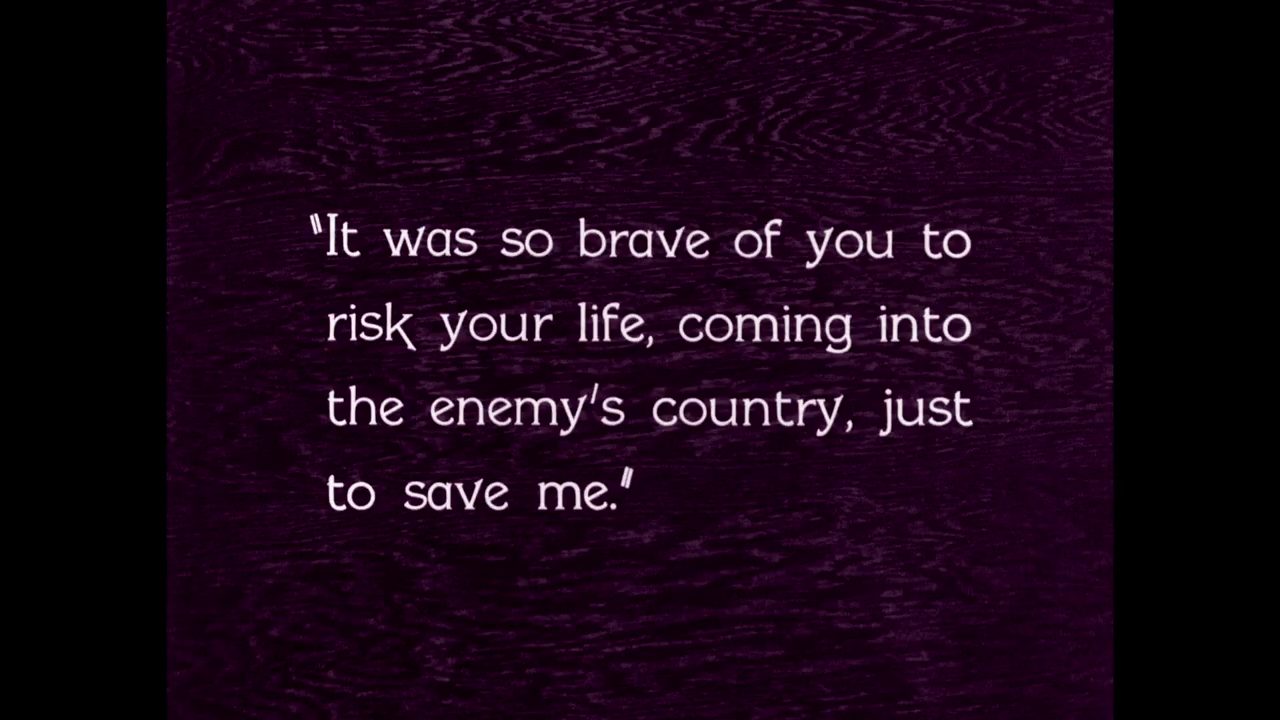 "It was so brave of you to
risk your life, coming into
the enemy's country, just
to save me."